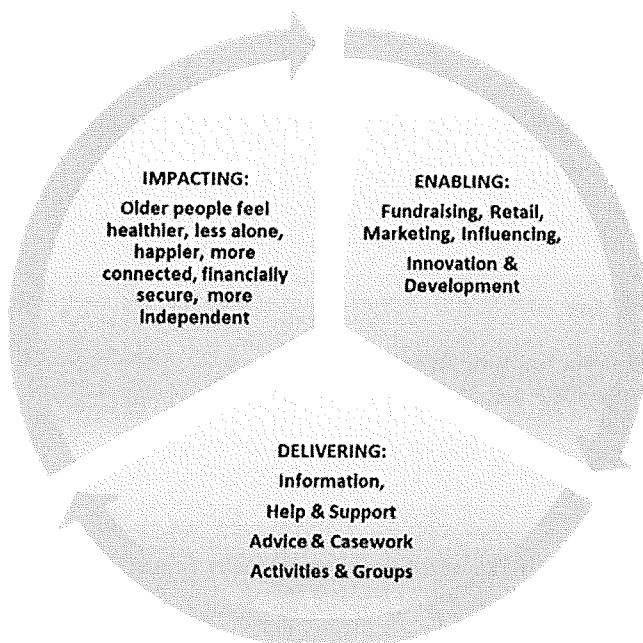 IMPACTING:
Older people feel
healthier, less alone,
happier, more
connected, financially
secure, more
Independent
ENABLING:
Fundraising, Retail,
Marketing, Influencing,
Innovation &
Development
DELIVERING:
Information,
Help & Support
Advice & Casework
Activities & Groups